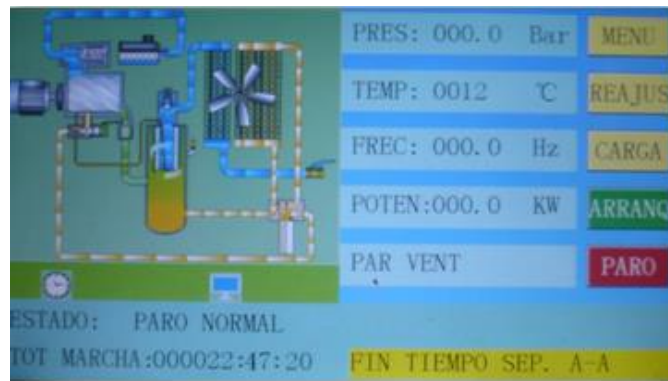 PRES: 000.0 Bar MENU
TEMP: 0012 ℃ REAJUS
FREC: 000.0 Hz CARGA
POTEN:000.0 KW ARRANC
PAR VENT PARO
ESTADO: PARO NORMAL
TOT MARCHA:000022:47:20 FIN TIEMPO SEP. A-A